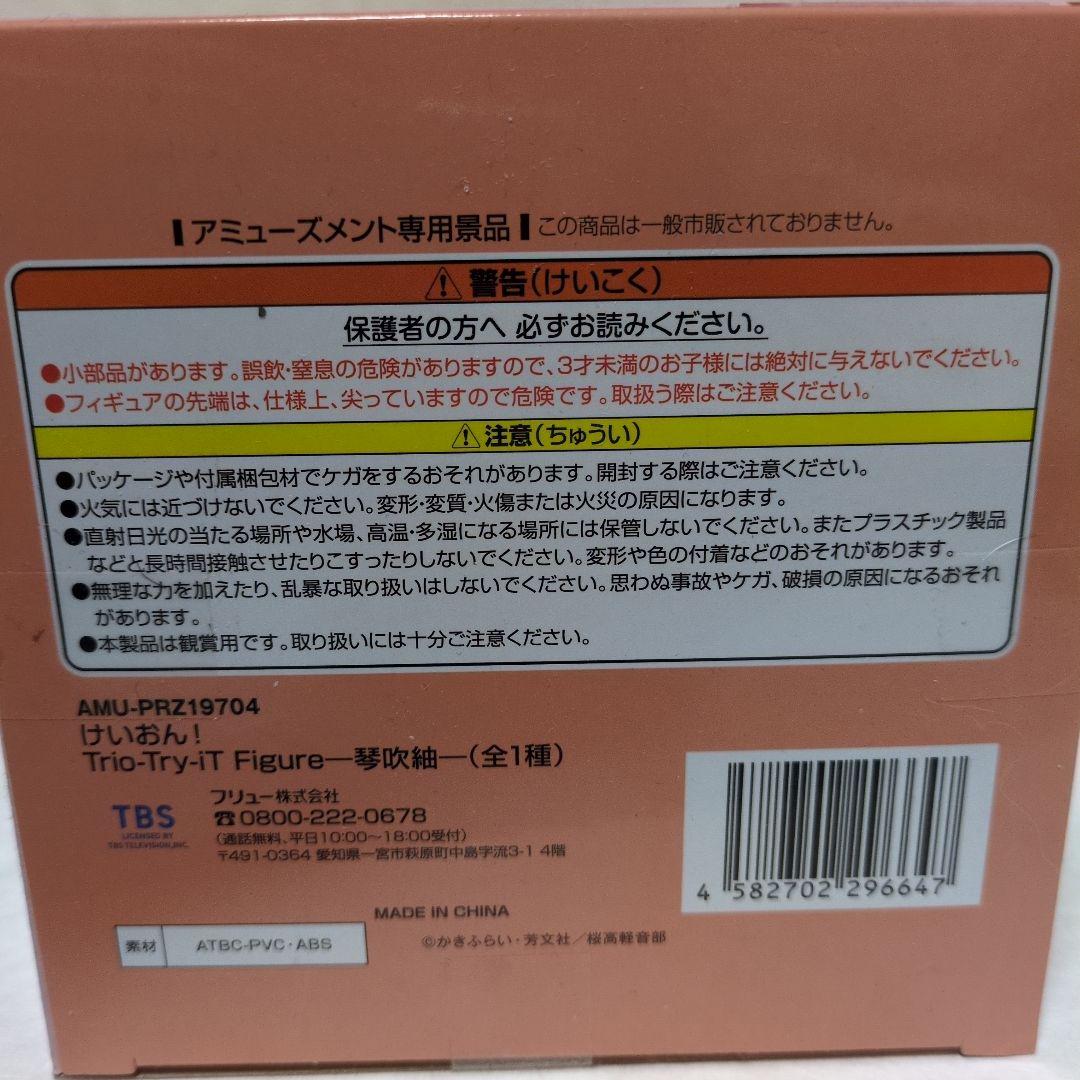 アミューズメント専用景品 この商品は一般市販されておりません。
警告(けいこく)
保護者の方へ 必ずお読みください。
●小部品があります。誤飲・窒息の危険がありますので、3才未満のお子様には絶対に与えないでください。
●フィギュアの先端は、仕様上、尖っていますので危険です。取扱う際はご注意ください。
注意(ちゅうい)
●パッケージや付属梱包材でケガをするおそれがあります。開封する際はご注意ください。
●火気には近づけないでください。変形・変質・火傷または火災の原因になります。
●直射日光の当たる場所や水場、高温・多湿になる場所には保管しないでください。またプラスチック製品
などと長時間接触させたりこすったりしないでください。変形や色の付着などのおそれがあります。
●無理な力を加えたり、乱暴な取り扱いはしないでください。思わぬ事故やケガ、破損の原因になるおそれ
があります。
●本製品は観賞用です。取り扱いには十分ご注意ください。
AMU-PRZ19704
けいおん!
Trio-Try-iT Figure―琴吹紬―(全1種)
TBS
LICENSED BY
TBS TELEVISION, INC.
フリュー株式会社
☎0800-222-0678
(通話無料、平日10:00〜18:00受付)
〒491-0364 愛知県一宮市萩原町中島字流3-1 4階
4 582702 296647
MADE IN CHINA
素材 ATBC-PVC・ABS
©かきふらい・芳文社/桜高軽音部